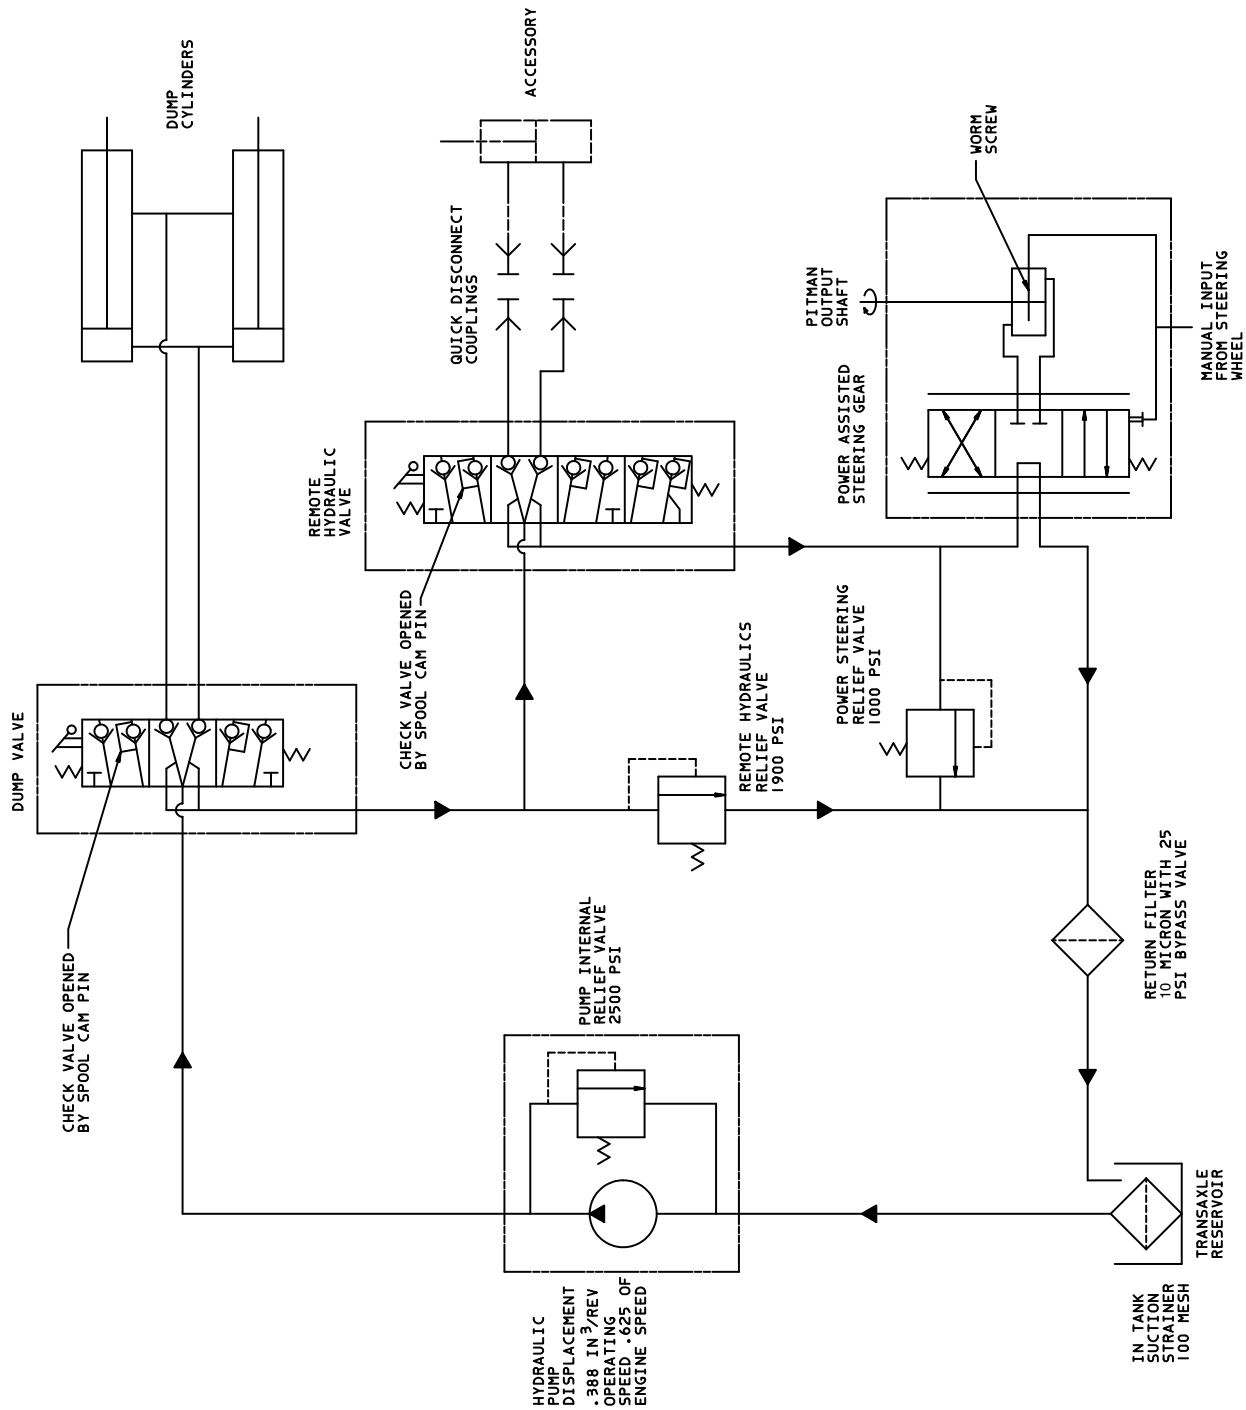 DUMP
CYLINDERS
ACCESSORY
QUICK DISCONNECT
COUPLINGS
WORM
SCREW
PITMAN
OUTPUT
SHAFT
MANUAL INPUT
FROM STEERING
WHEEL
POWER ASSISTED
STEERING GEAR
REMOTE
HYDRAULIC
VALVE
CHECK VALVE OPENED
BY SPOOL CAM PIN
DUMP VALVE
REMOTE HYDRAULICS
RELIEF VALVE
1900 PSI
POWER STEERING
RELIEF VALVE
1000 PSI
CHECK VALVE OPENED
BY SPOOL CAM PIN
PUMP INTERNAL
RELIEF VALVE
2500 PSI
RETURN FILTER
10 MICRON WITH 25
PSI BYPASS VALVE
HYDRAULIC
PUMP
DISPLACEMENT
.388 IN³/REV
OPERATING
SPEED .625 OF
ENGINE SPEED
TRANSAXLE
RESERVOIR
IN TANK
SUCTION
STRAINER
100 MESH